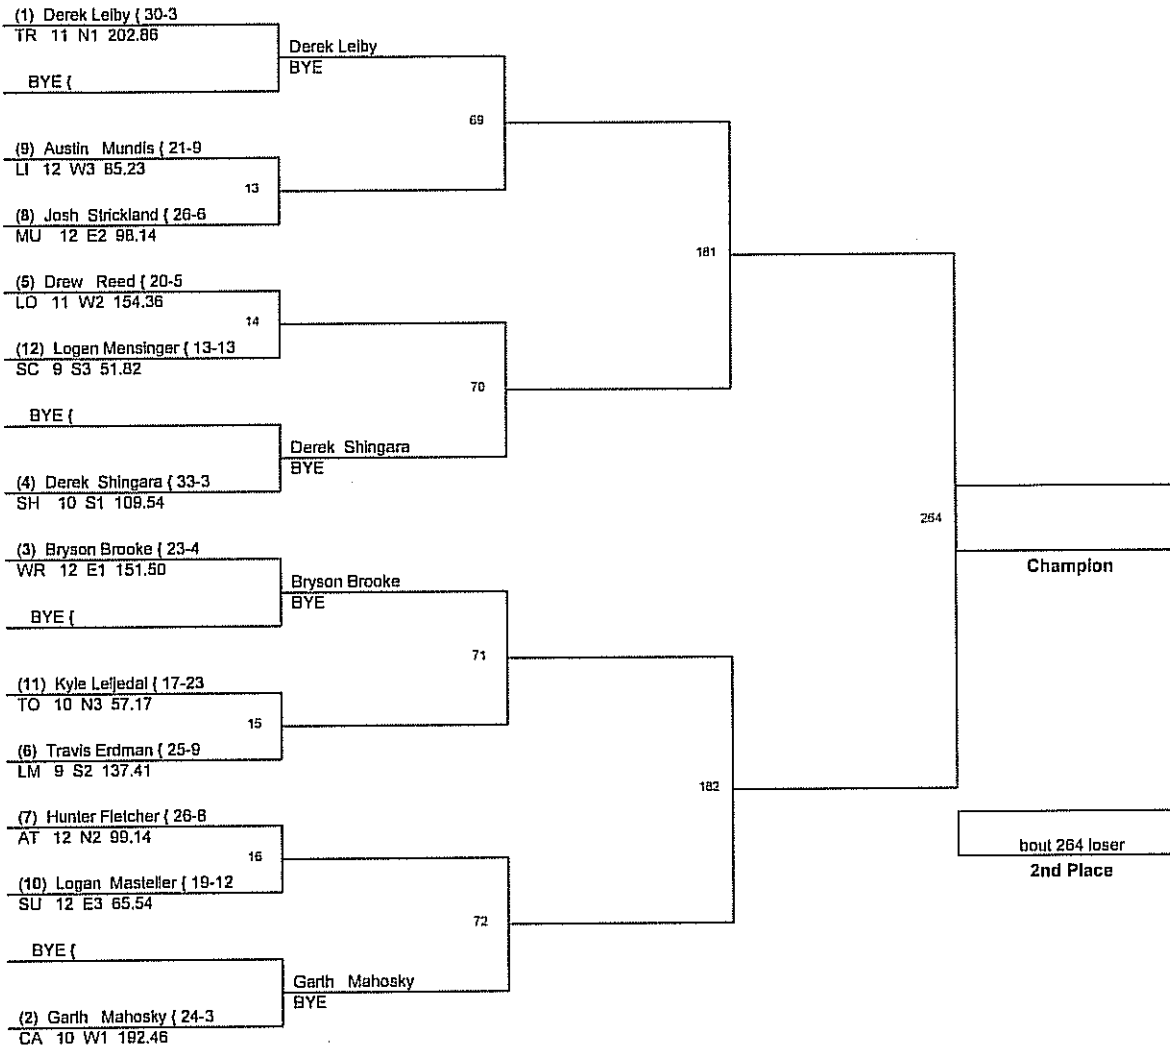 (1) Derek Leiby { 30-3
TR 11 N1 202.86
BYE {
Derek Leiby
BYE
69
(9) Austin Mundis { 21-9
LI 12 W3 85.23
13
(8) Josh Strickland { 26-6
MU 12 E2 98.14
181
(5) Drew Reed { 20-5
LO 11 W2 154.36
14
(12) Logen Mensinger { 13-13
SC 9 S3 51.82
70
BYE {
Derek Shingara
BYE
(4) Derek Shingara { 33-3
SH 10 S1 109.54
264
Champion
(3) Bryson Brooke { 23-4
WR 12 E1 151.50
BYE {
Bryson Brooke
BYE
71
(11) Kyle Leijedal { 17-23
TO 10 N3 57.17
15
(6) Travis Erdman { 25-9
LM 9 S2 137.41
182
(7) Hunter Fletcher { 26-8
AT 12 N2 99.14
16
(10) Logan Masteller { 19-12
SU 12 E3 65.54
72
BYE {
Garth Mahosky
BYE
(2) Garth Mahosky { 24-3
CA 10 W1 192.46
bout 264 loser
2nd Place